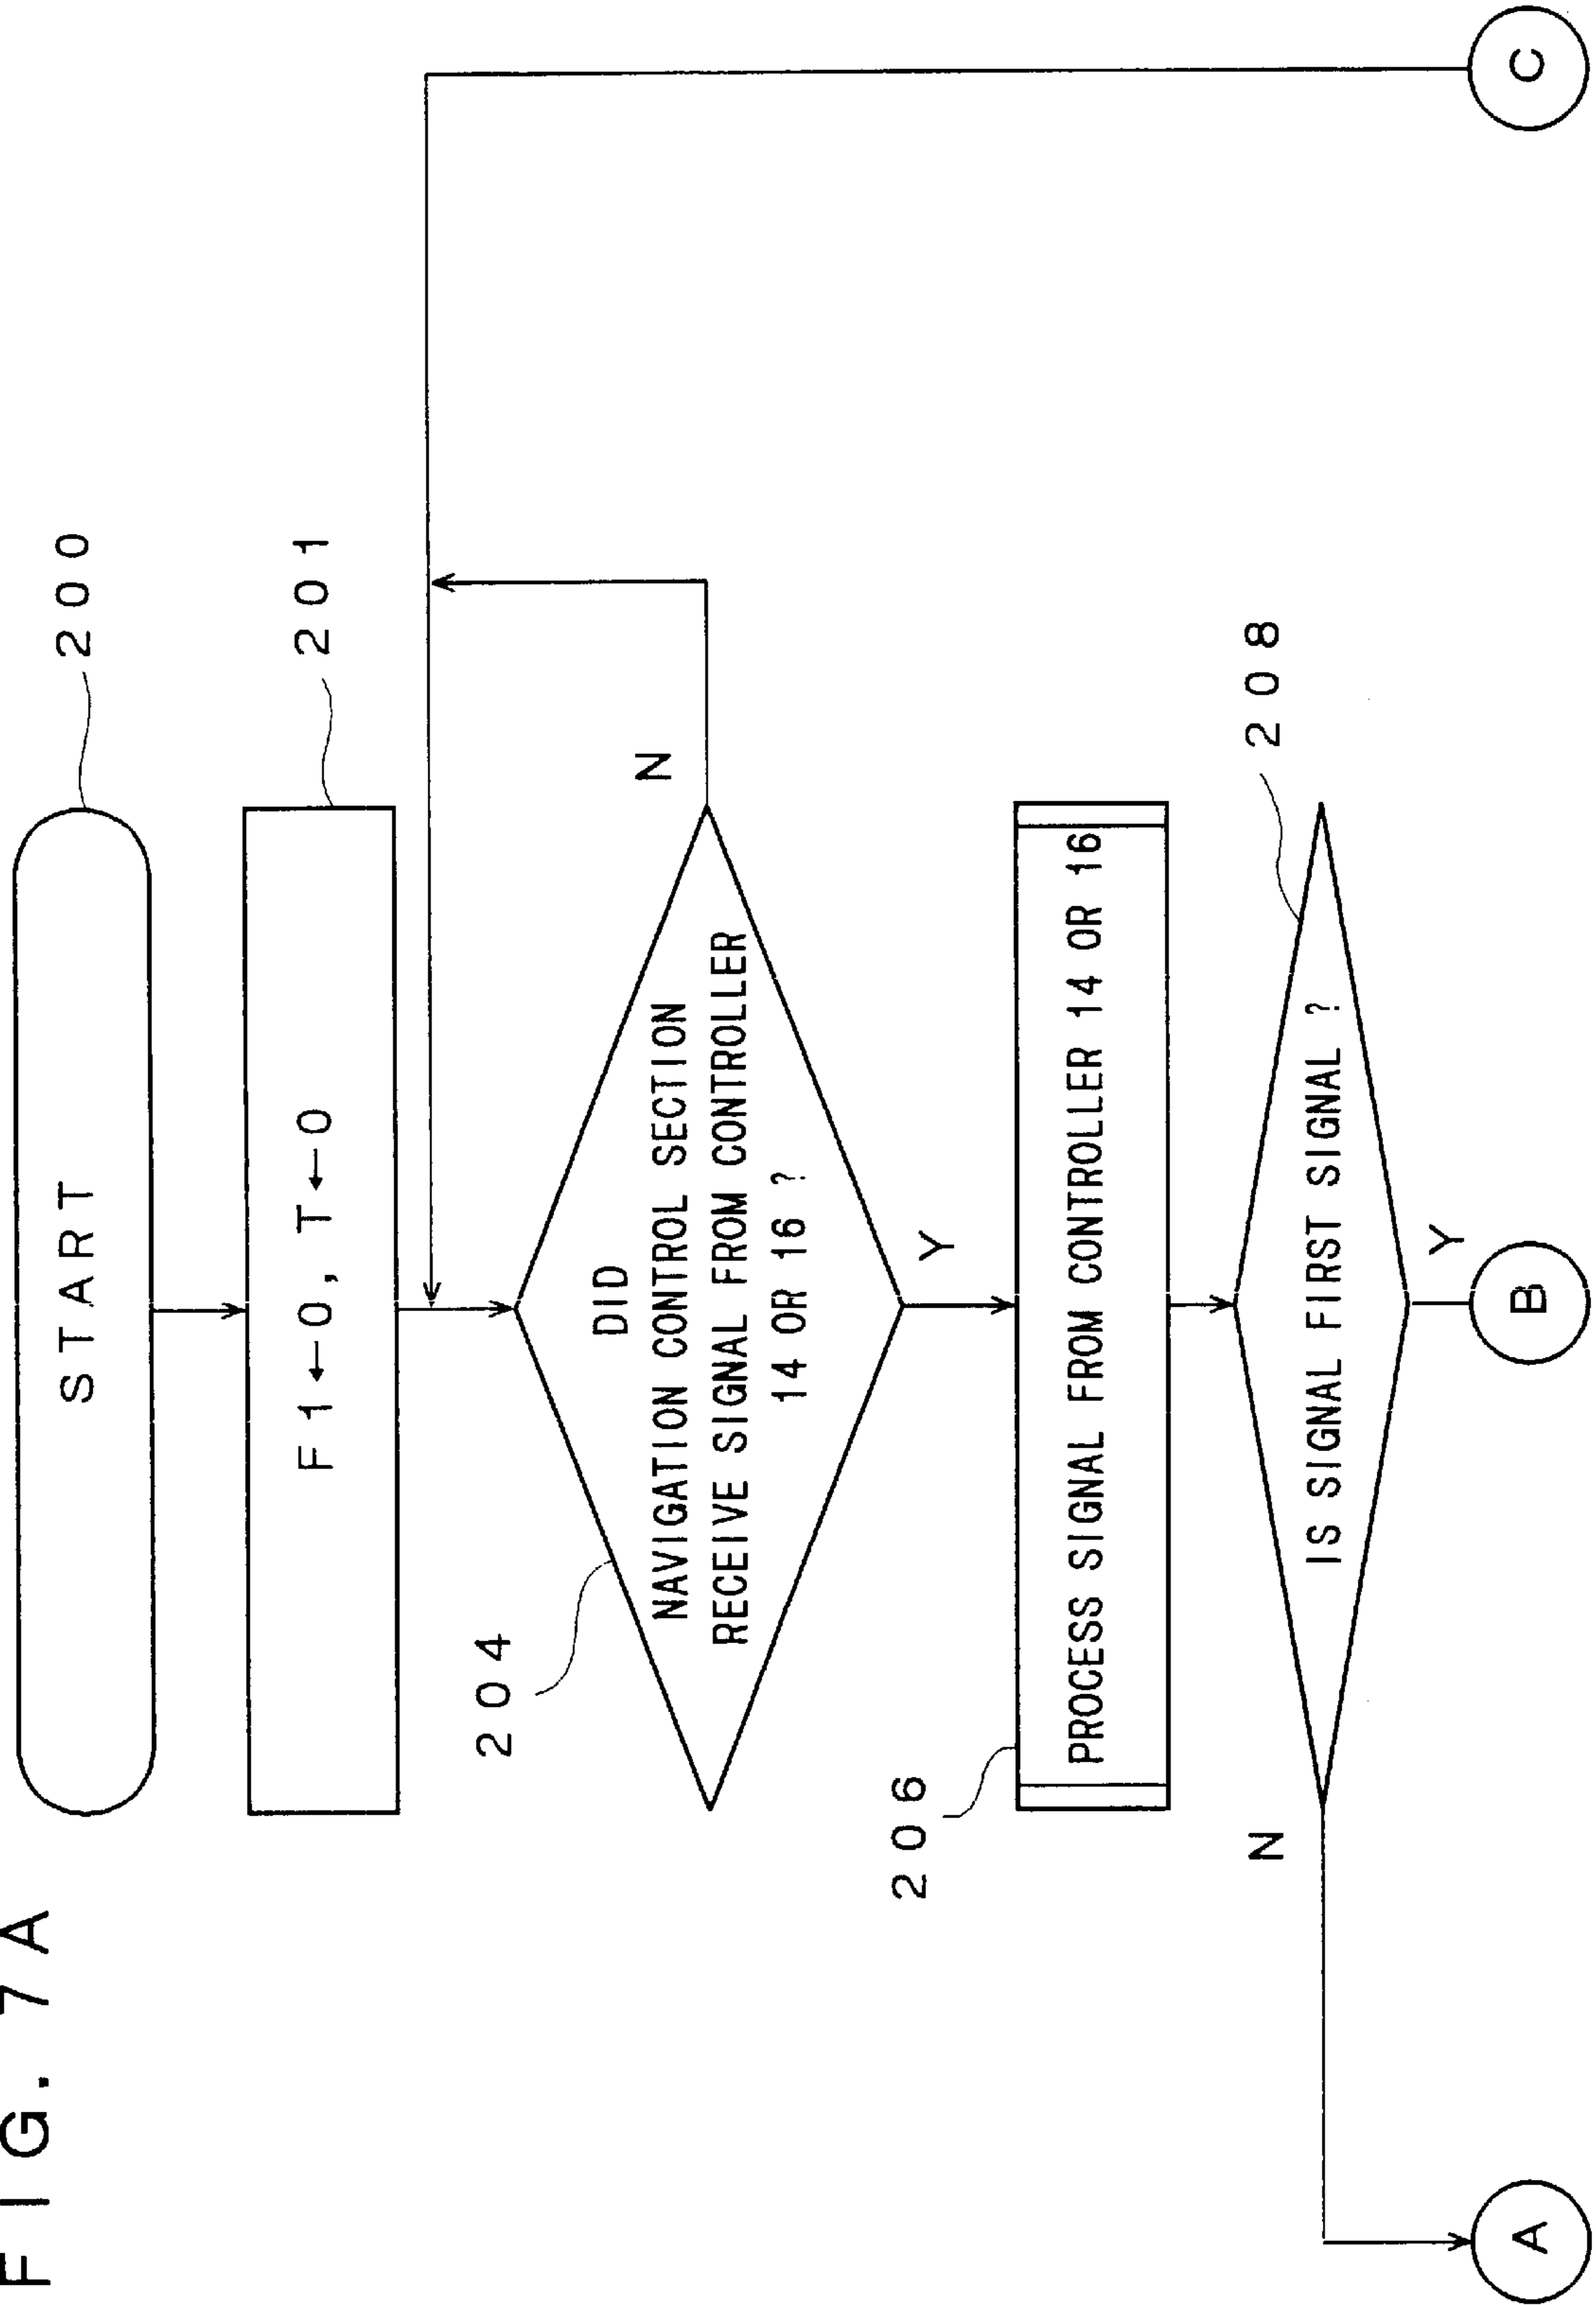 FIG. 7A
START
200
F1←0, T←0
201
204
DID
NAVIGATION CONTROL SECTION
RECEIVE SIGNAL FROM CONTROLLER
14 OR 16 ?
N
Y
206
PROCESS SIGNAL FROM CONTROLLER 14 OR 16
208
IS SIGNAL FIRST SIGNAL ?
N
Y
A
B
C